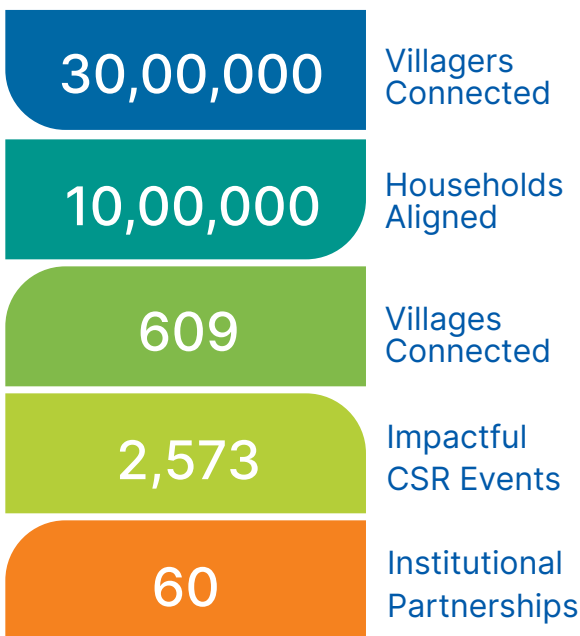 30,00,000
Villagers
Connected
10,00,000
Households
Aligned
609
Villages
Connected
2,573
Impactful
CSR Events
60
Institutional
Partnerships